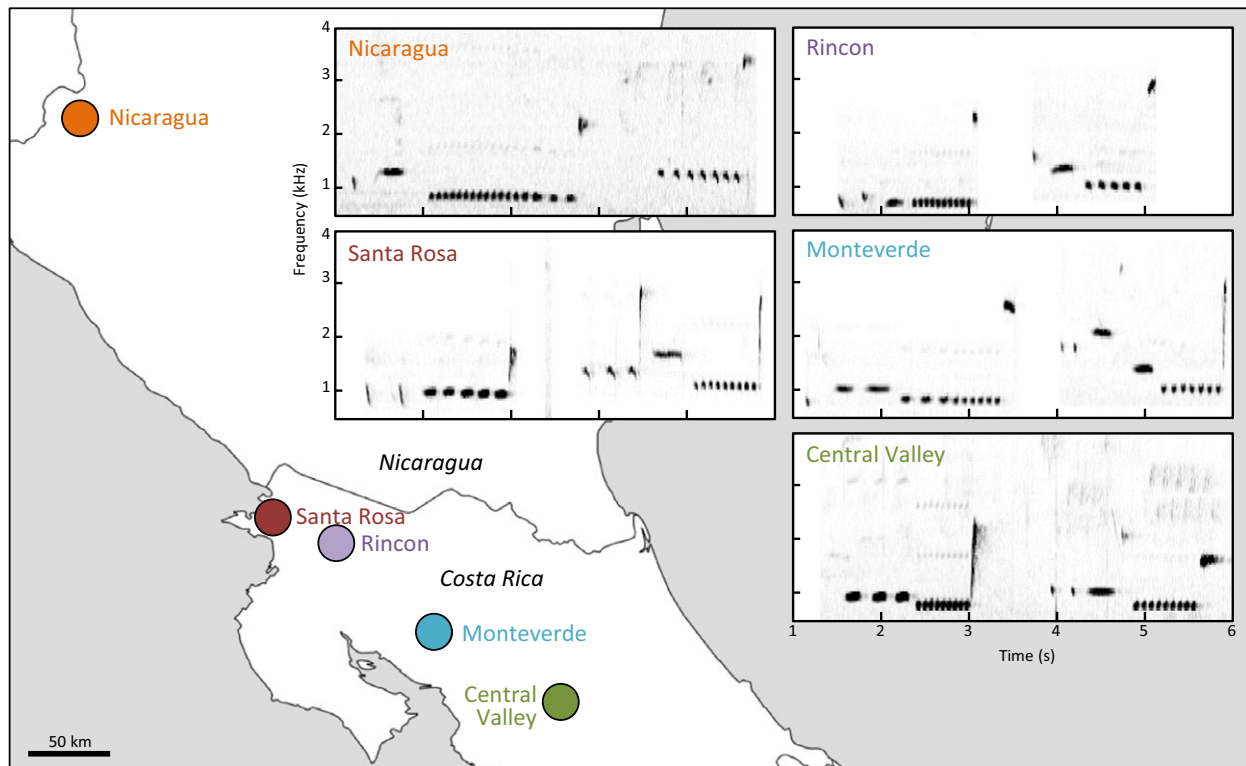 Nicaragua
Rincon
4
3
2
1
Frequency (kHz)
Nicaragua
Santa Rosa
4
3
2
1
Monteverde
Central Valley
1
2
3
4
5
6
Time (s)
Nicaragua
Santa Rosa
Rincon
Costa Rica
Monteverde
Central
Valley
50 km